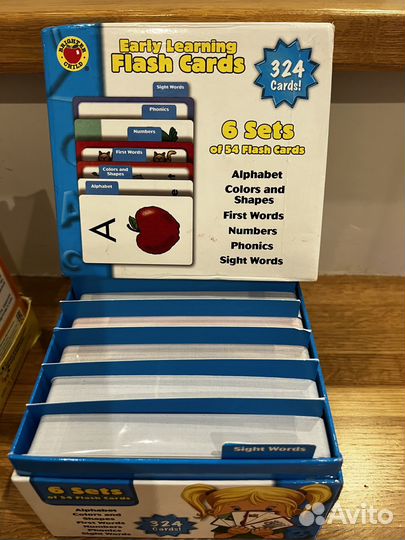 BRIGHTER
CHILD
Early Learning
Flash Cards
324
Cards!
Sight Words
Phonics
Numbers
First Words
Colors and
Shapes
Alphabet
A
6 Sets
of 54 Flash Cards
Alphabet
Colors and
Shapes
First Words
Numbers
Phonics
Sight Words
Sight Words
6 Sets
of 54 Flash Cards
Alphabet
Colors and
Shapes
First Words
Numbers
Phonics
Sight Words
324
Cards!
Avito